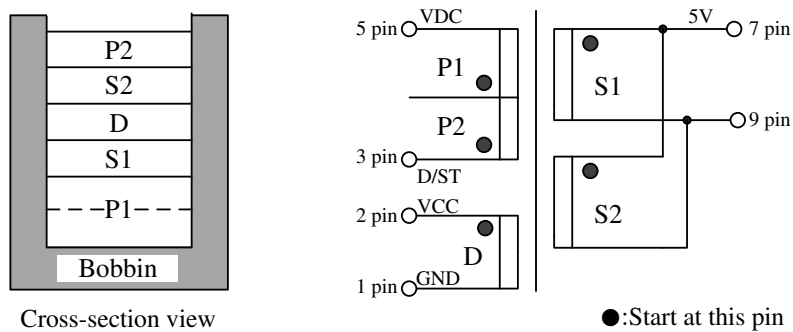 P2
S2
D
S1
P1
Bobbin
Cross-section view
5 pin VDC
P1
P2
3 pin
D/ST
2 pin VCC
D
1 pin GND
5V 7 pin
S1
9 pin
S2
●:Start at this pin